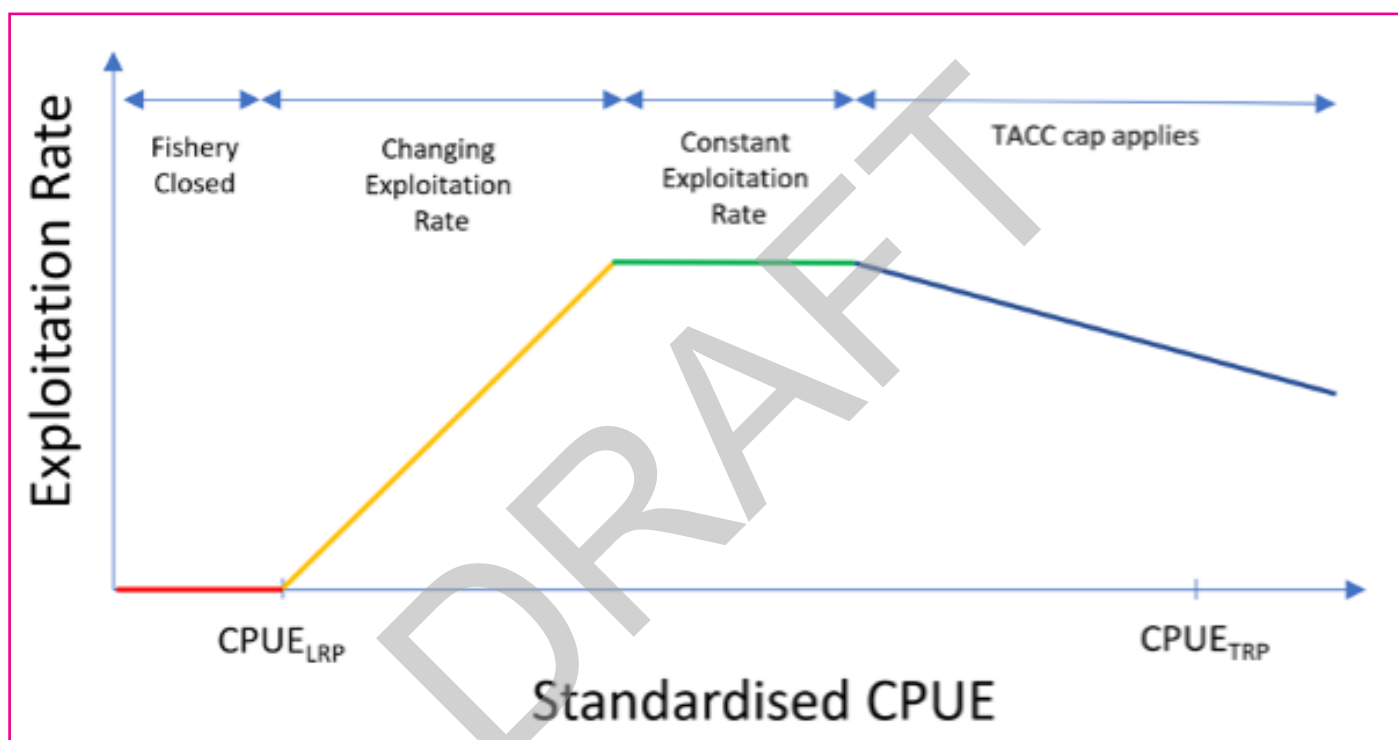 Exploitation Rate
Fishery
Closed
Changing
Exploitation
Rate
Constant
Exploitation
Rate
TACC cap applies
DRAFT
CPUE_LRP
CPUE_TRP
Standardised CPUE